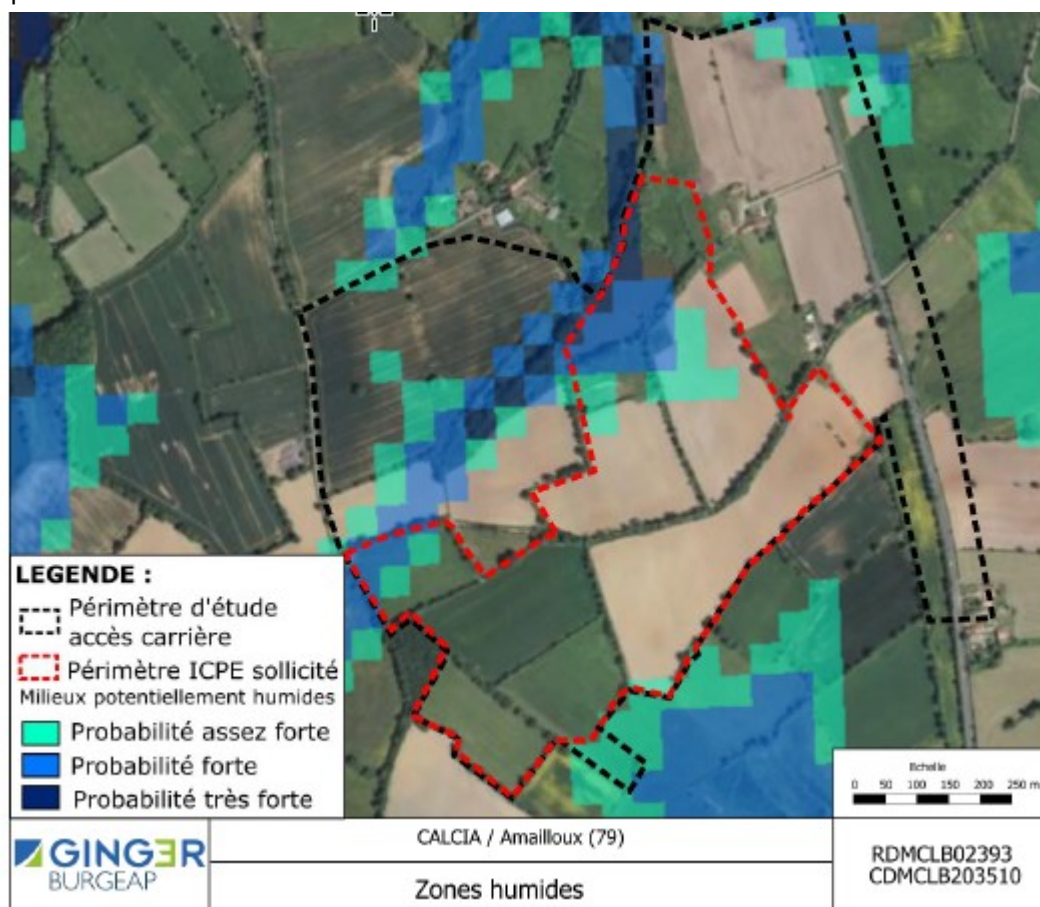 LEGENDE :
Périmètre d'étude
accès carrière
Périmètre ICPE sollicité
Milieux potentiellement humides
Probabilité assez forte
Probabilité forte
Probabilité très forte
Echelle
0 50 100 150 200 250 m
GINGER
BURGEAP
CALCIA / Amailloux (79)
Zones humides
RDMCLB02393
CDMCLB203510